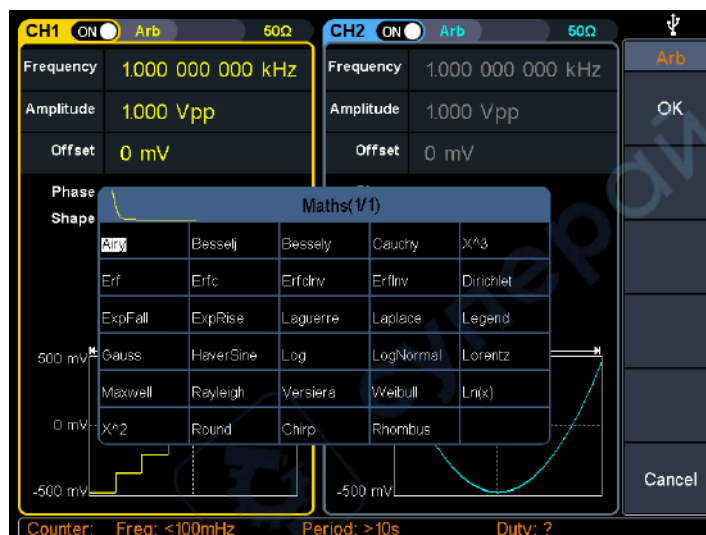 CH1 ON Arb 50Ω CH2 ON Arb 50Ω
Frequency 1.000 000 000 kHz Frequency 1.000 000 000 kHz
Amplitude 1.000 Vpp Amplitude 1.000 Vpp
Offset 0 mV Offset 0 mV
Phase
Shape
Maths(1/1)
Airy Besselj Bessely Cauchy X^3
Erf Erfc ErfcInv ErfInv Dirichlet
ExpFall ExpRise Laguerre Laplace Legend
Gauss HaverSine Log LogNormal Lorentz
Maxwell Rayleigh Versiera Weibull Ln(x)
X^2 Round Chirp Rhombus
500 mV
0 mV
-500 mV -500 mV
Arb
OK
Cancel
Counter: Freq: <100mHz Period: >10s Duty: ?